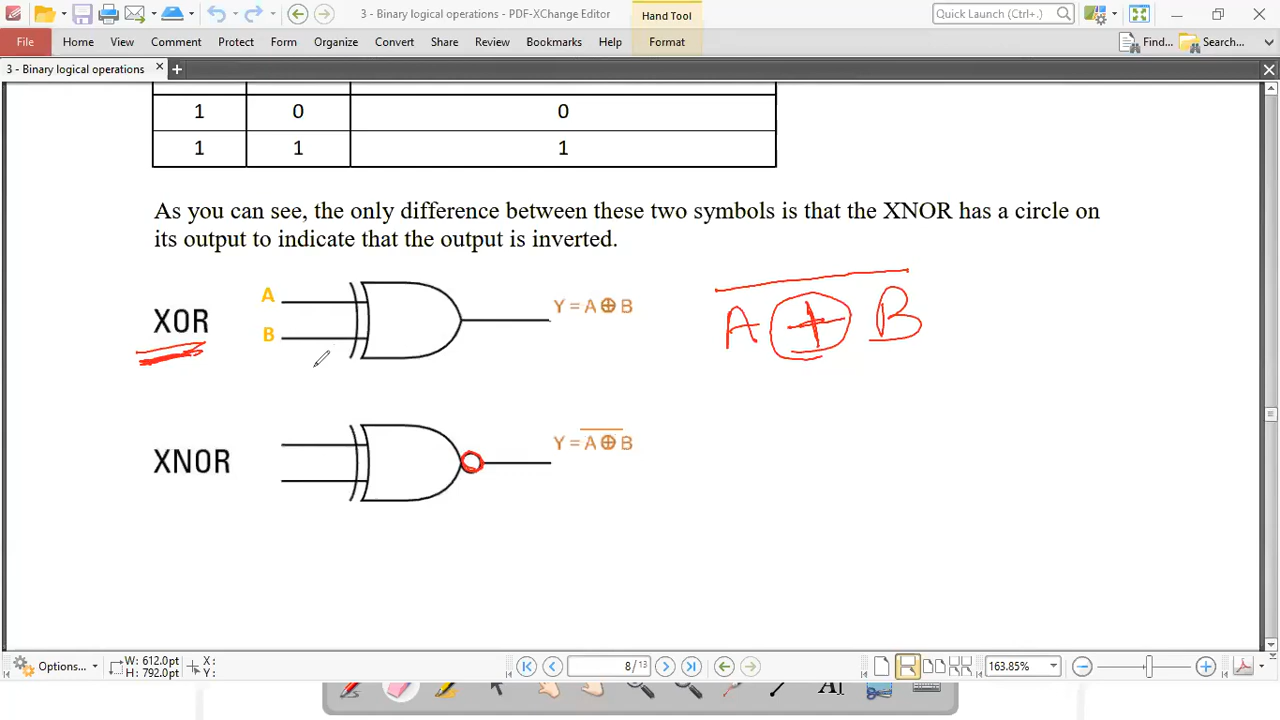 3 - Binary logical operations - PDF-XChange Editor
Hand Tool
Quick Launch (Ctrl+.)
File Home View Comment Protect Form Organize Convert Share Review Bookmarks Help Format
Find... Search...
3 - Binary logical operations
1 0 0
1 1 1
As you can see, the only difference between these two symbols is that the XNOR has a circle on
its output to indicate that the output is inverted.
XOR
A
B
Y = A ⊕ B
A ⊕ B
XNOR
Y = A ⊕ B
Options...
W: 612.0pt
H: 792.0pt
X:
Y:
8 / 13
163.85%